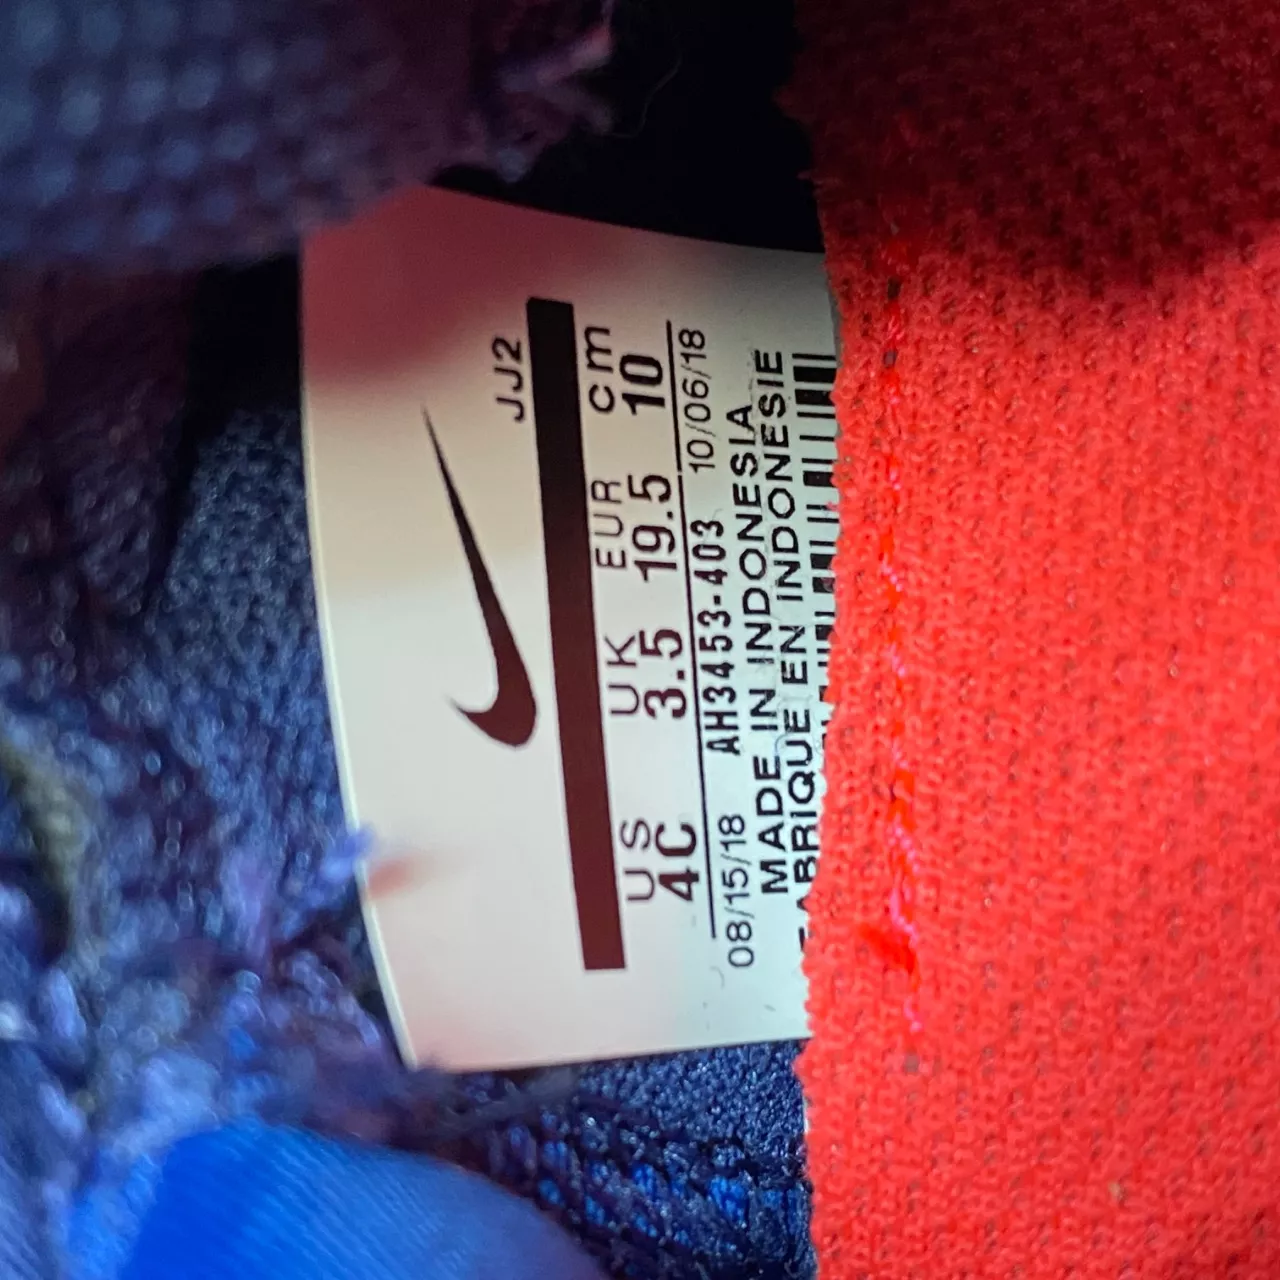 JJ2
US UK EUR cm
4C 3.5 19.5 10
08/15/18 AH3453-403 10/06/18
MADE IN INDONESIA
FABRIQUE EN INDONESIE